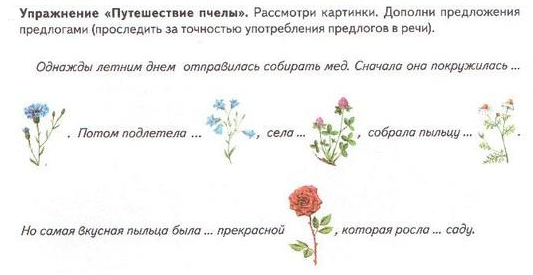 Упражнение «Путешествие пчелы». Рассмотри картинки. Дополни предложения
предлогами (проследить за точностью употребления предлогов в речи).
Однажды летним днем отправилась собирать мед. Сначала она покружилась ...
. Потом подлетела ... , села ... , собрала пыльцу ... .
Но самая вкусная пыльца была ... прекрасной , которая росла ... саду.